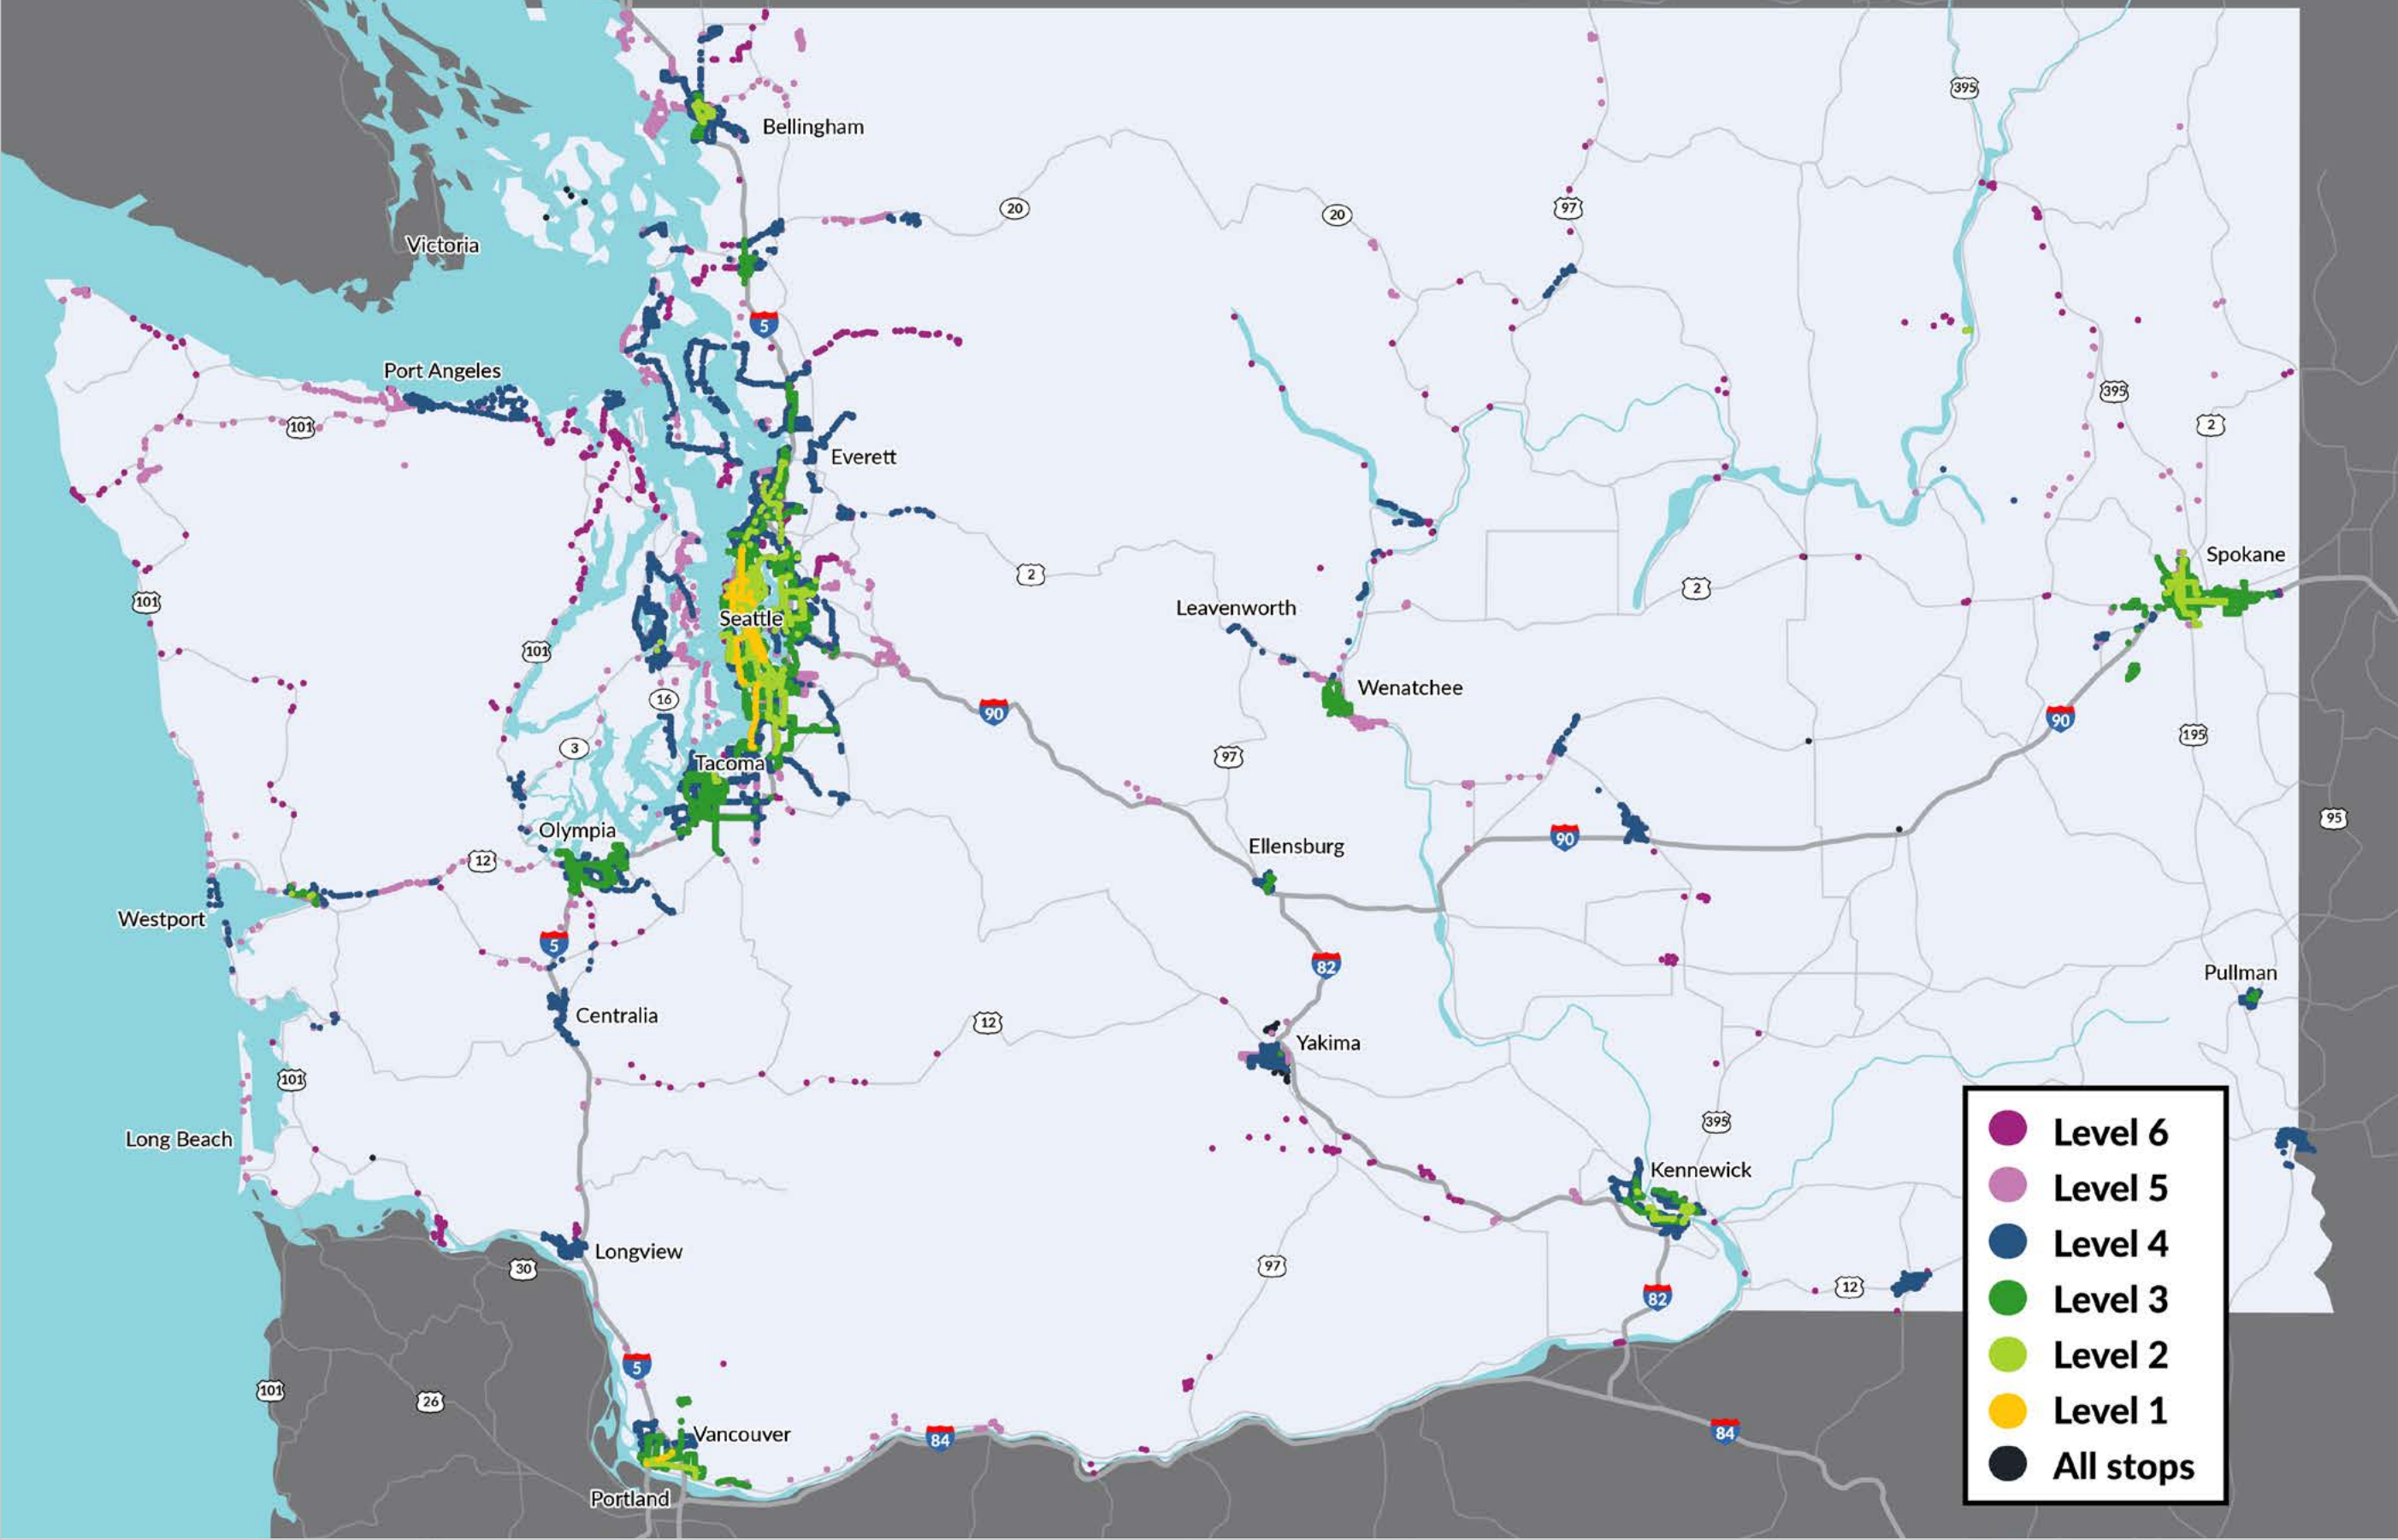 395
Bellingham
20
20
97
Victoria
5
Port Angeles
395
101
2
Everett
Spokane
2
2
101
Leavenworth
Seattle
101
Wenatchee
16
90
90
195
3
97
Tacoma
95
Olympia
90
Ellensburg
12
Westport
5
82
Pullman
Centralia
12
Yakima
101
395
Long Beach
Kennewick
Longview
97
30
12
82
5
101
26
Vancouver
84
84
Portland
Level 6
Level 5
Level 4
Level 3
Level 2
Level 1
All stops